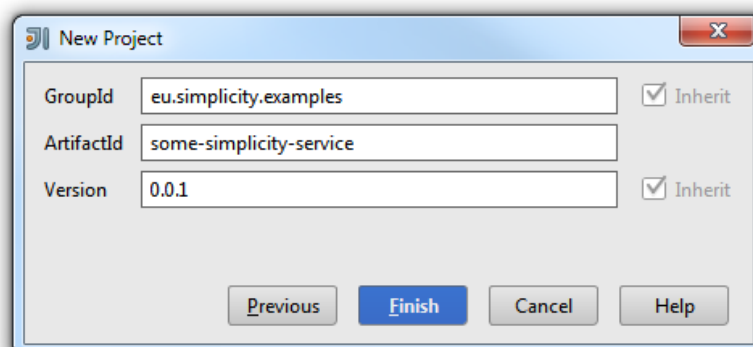 New Project
GroupId eu.simplicity.examples Inherit
ArtifactId some-simplicity-service
Version 0.0.1 Inherit
Previous Finish Cancel Help